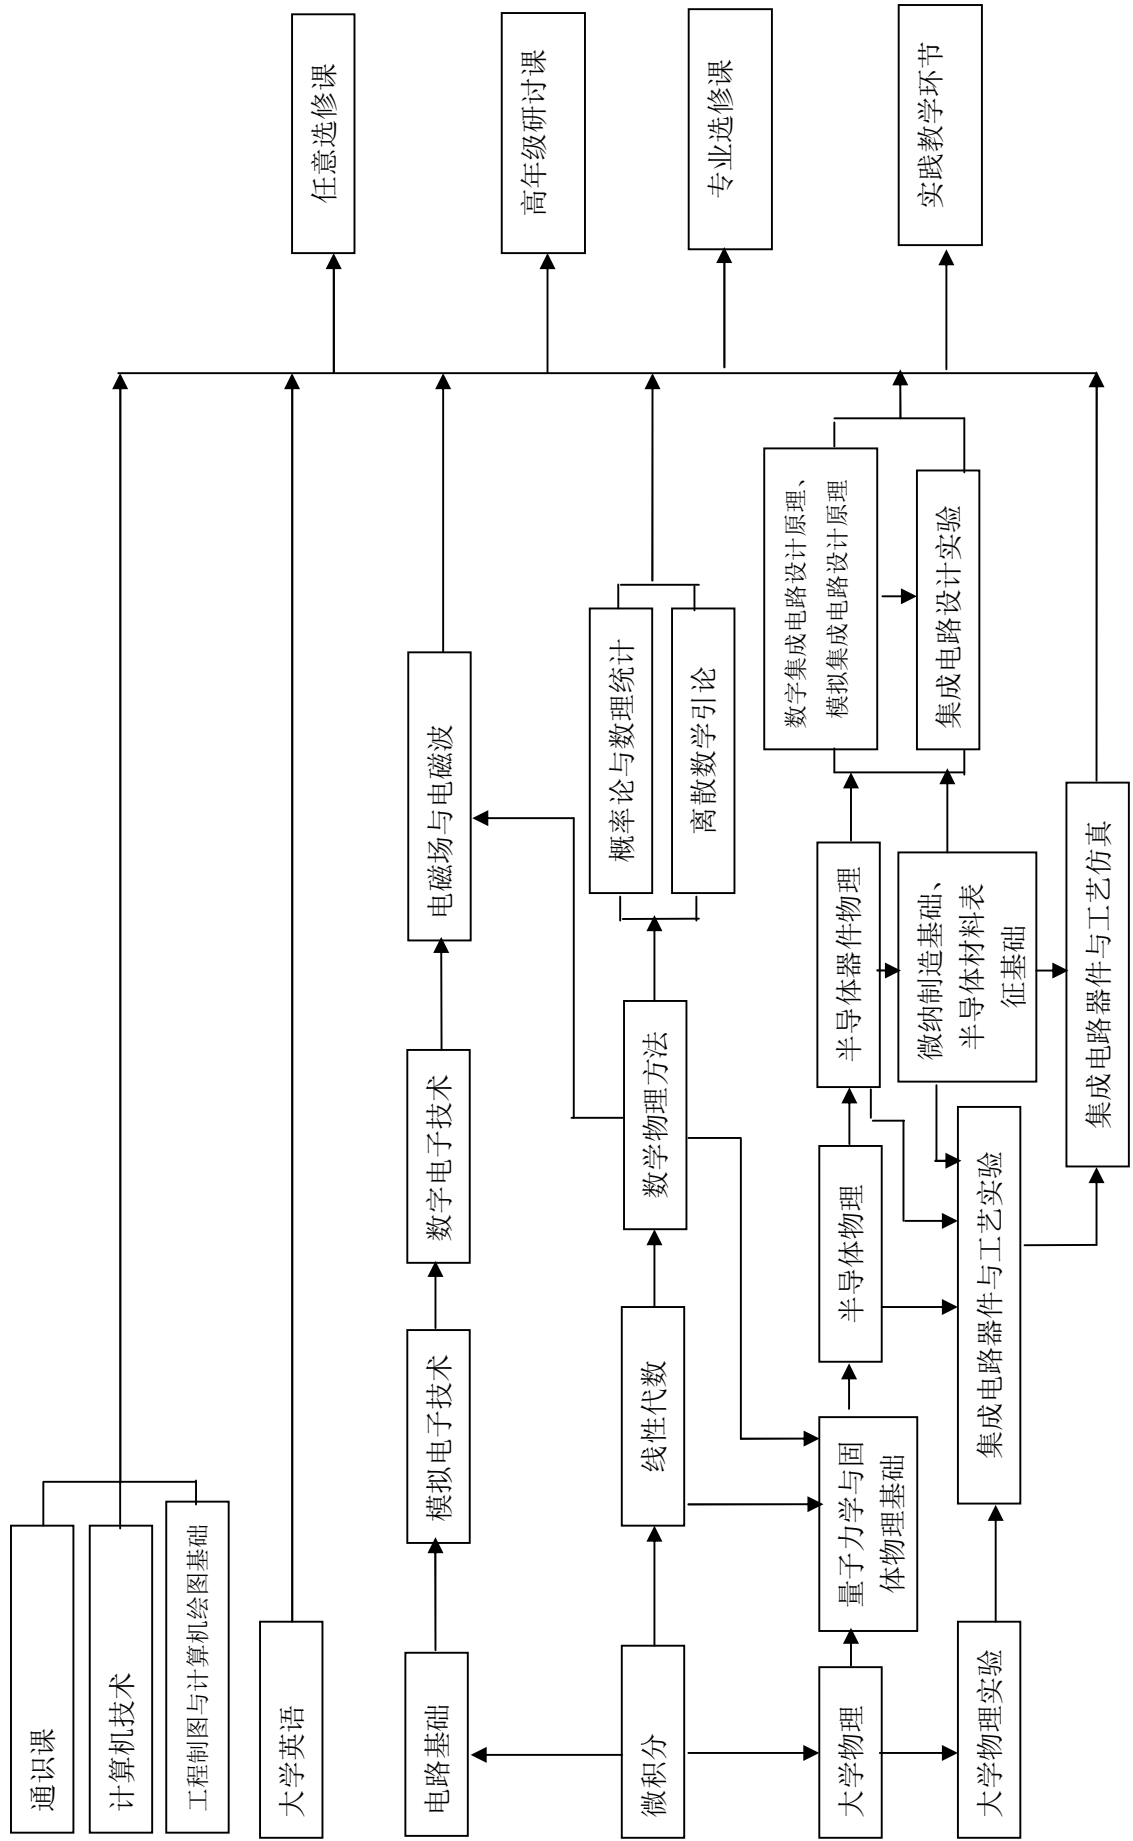 通识课
计算机技术
工程制图与计算机绘图基础
大学英语
电路基础
模拟电子技术
数字电子技术
电磁场与电磁波
微积分
线性代数
数学物理方法
概率论与数理统计
离散数学引论
大学物理
量子力学与固
体物理基础
半导体物理
半导体器件物理
数字集成电路设计原理、
模拟集成电路设计原理
集成电路设计实验
微纳制造基础、
半导体材料表
征基础
大学物理实验
集成电路器件与工艺实验
集成电路器件与工艺仿真
任意选修课
高年级研讨课
专业选修课
实践教学环节